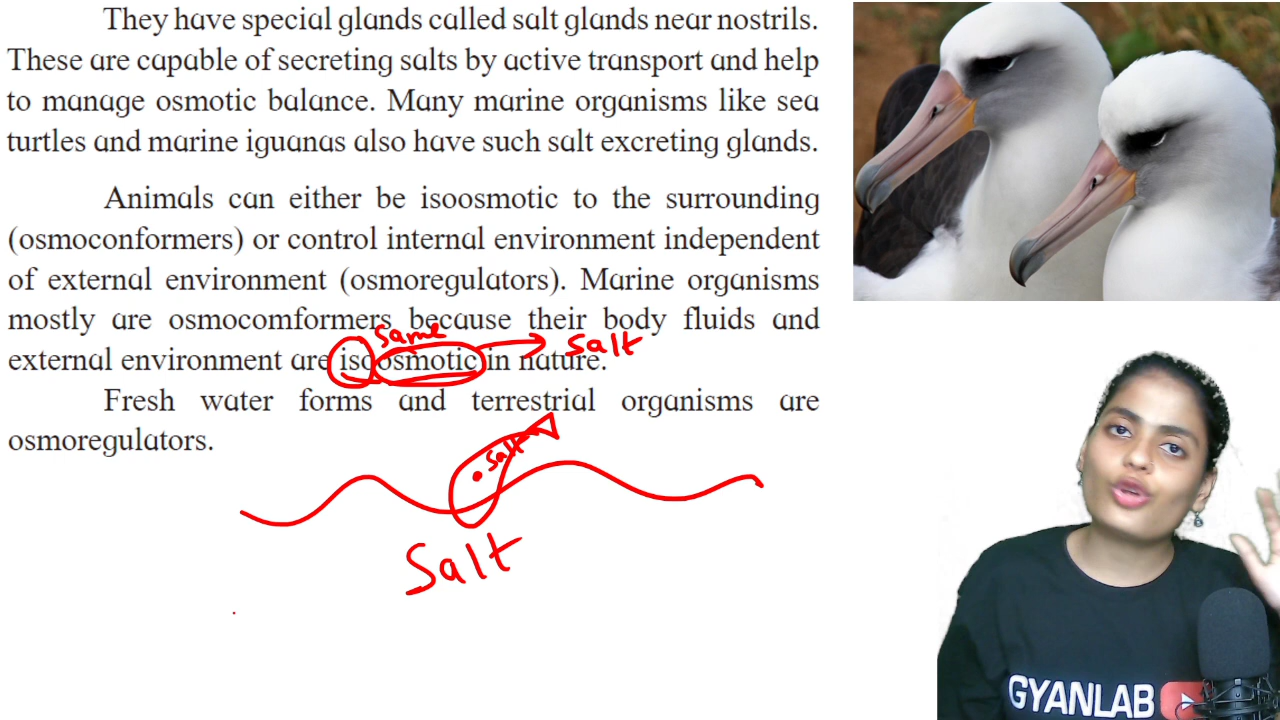 They have special glands called salt glands near nostrils.
These are capable of secreting salts by active transport and help
to manage osmotic balance. Many marine organisms like sea
turtles and marine iguanas also have such salt excreting glands.
Animals can either be isoosmotic to the surrounding
(osmoconformers) or control internal environment independent
of external environment (osmoregulators). Marine organisms
mostly are osmocomformers because their body fluids and
same
external environment are isoosmotic in nature.
salt
Fresh water forms and terrestrial organisms are
osmoregulators.
salt
Salt
GYANLAB